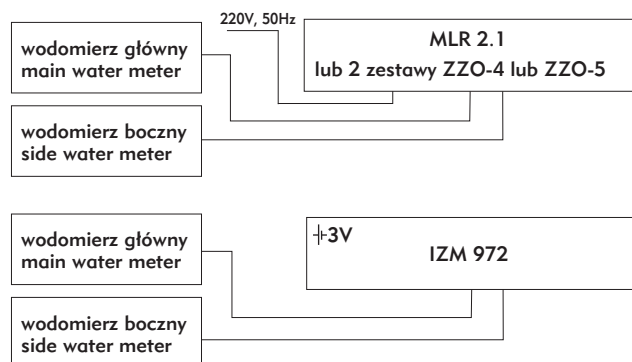 220V, 50Hz
wodomierz główny
main water meter
MLR 2.1
lub 2 zestawy ZZO-4 lub ZZO-5
wodomierz boczny
side water meter
wodomierz główny
main water meter
3V
IZM 972
wodomierz boczny
side water meter